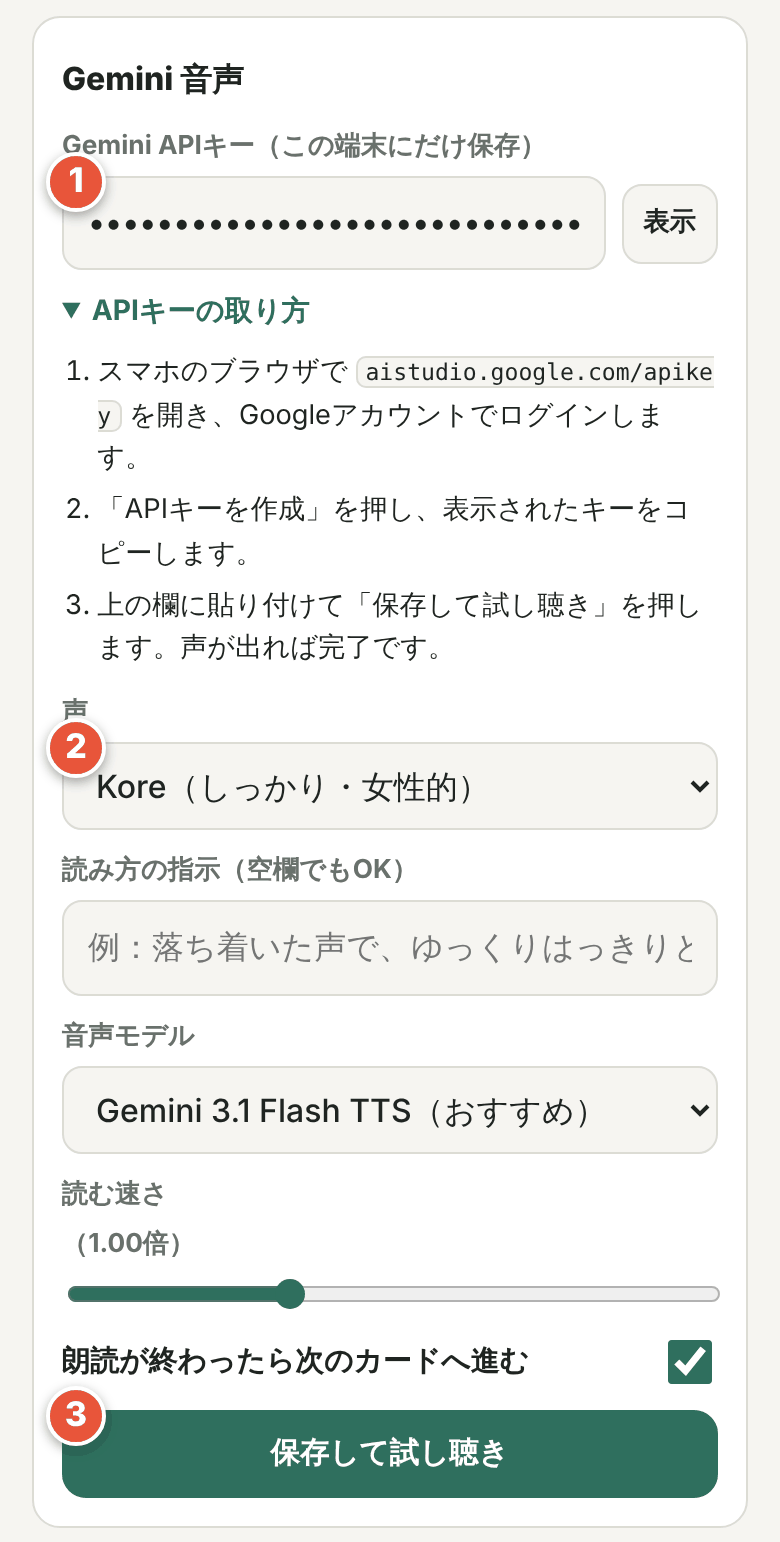 Gemini 音声
Gemini APIキー（この端末にだけ保存）
1
••••••••••••••••••••••••••••• 表示
▼ APIキーの取り方
1. スマホのブラウザで aistudio.google.com/apike
y を開き、Googleアカウントでログインしま
す。
2. 「APIキーを作成」を押し、表示されたキーをコ
ピーします。
3. 上の欄に貼り付けて「保存して試し聴き」を押し
ます。声が出れば完了です。
声
2
Kore（しっかり・女性的）
読み方の指示（空欄でもOK）
例：落ち着いた声で、ゆっくりはっきりと
音声モデル
Gemini 3.1 Flash TTS（おすすめ）
読む速さ
（1.00倍）
朗読が終わったら次のカードへ進む
3
保存して試し聴き